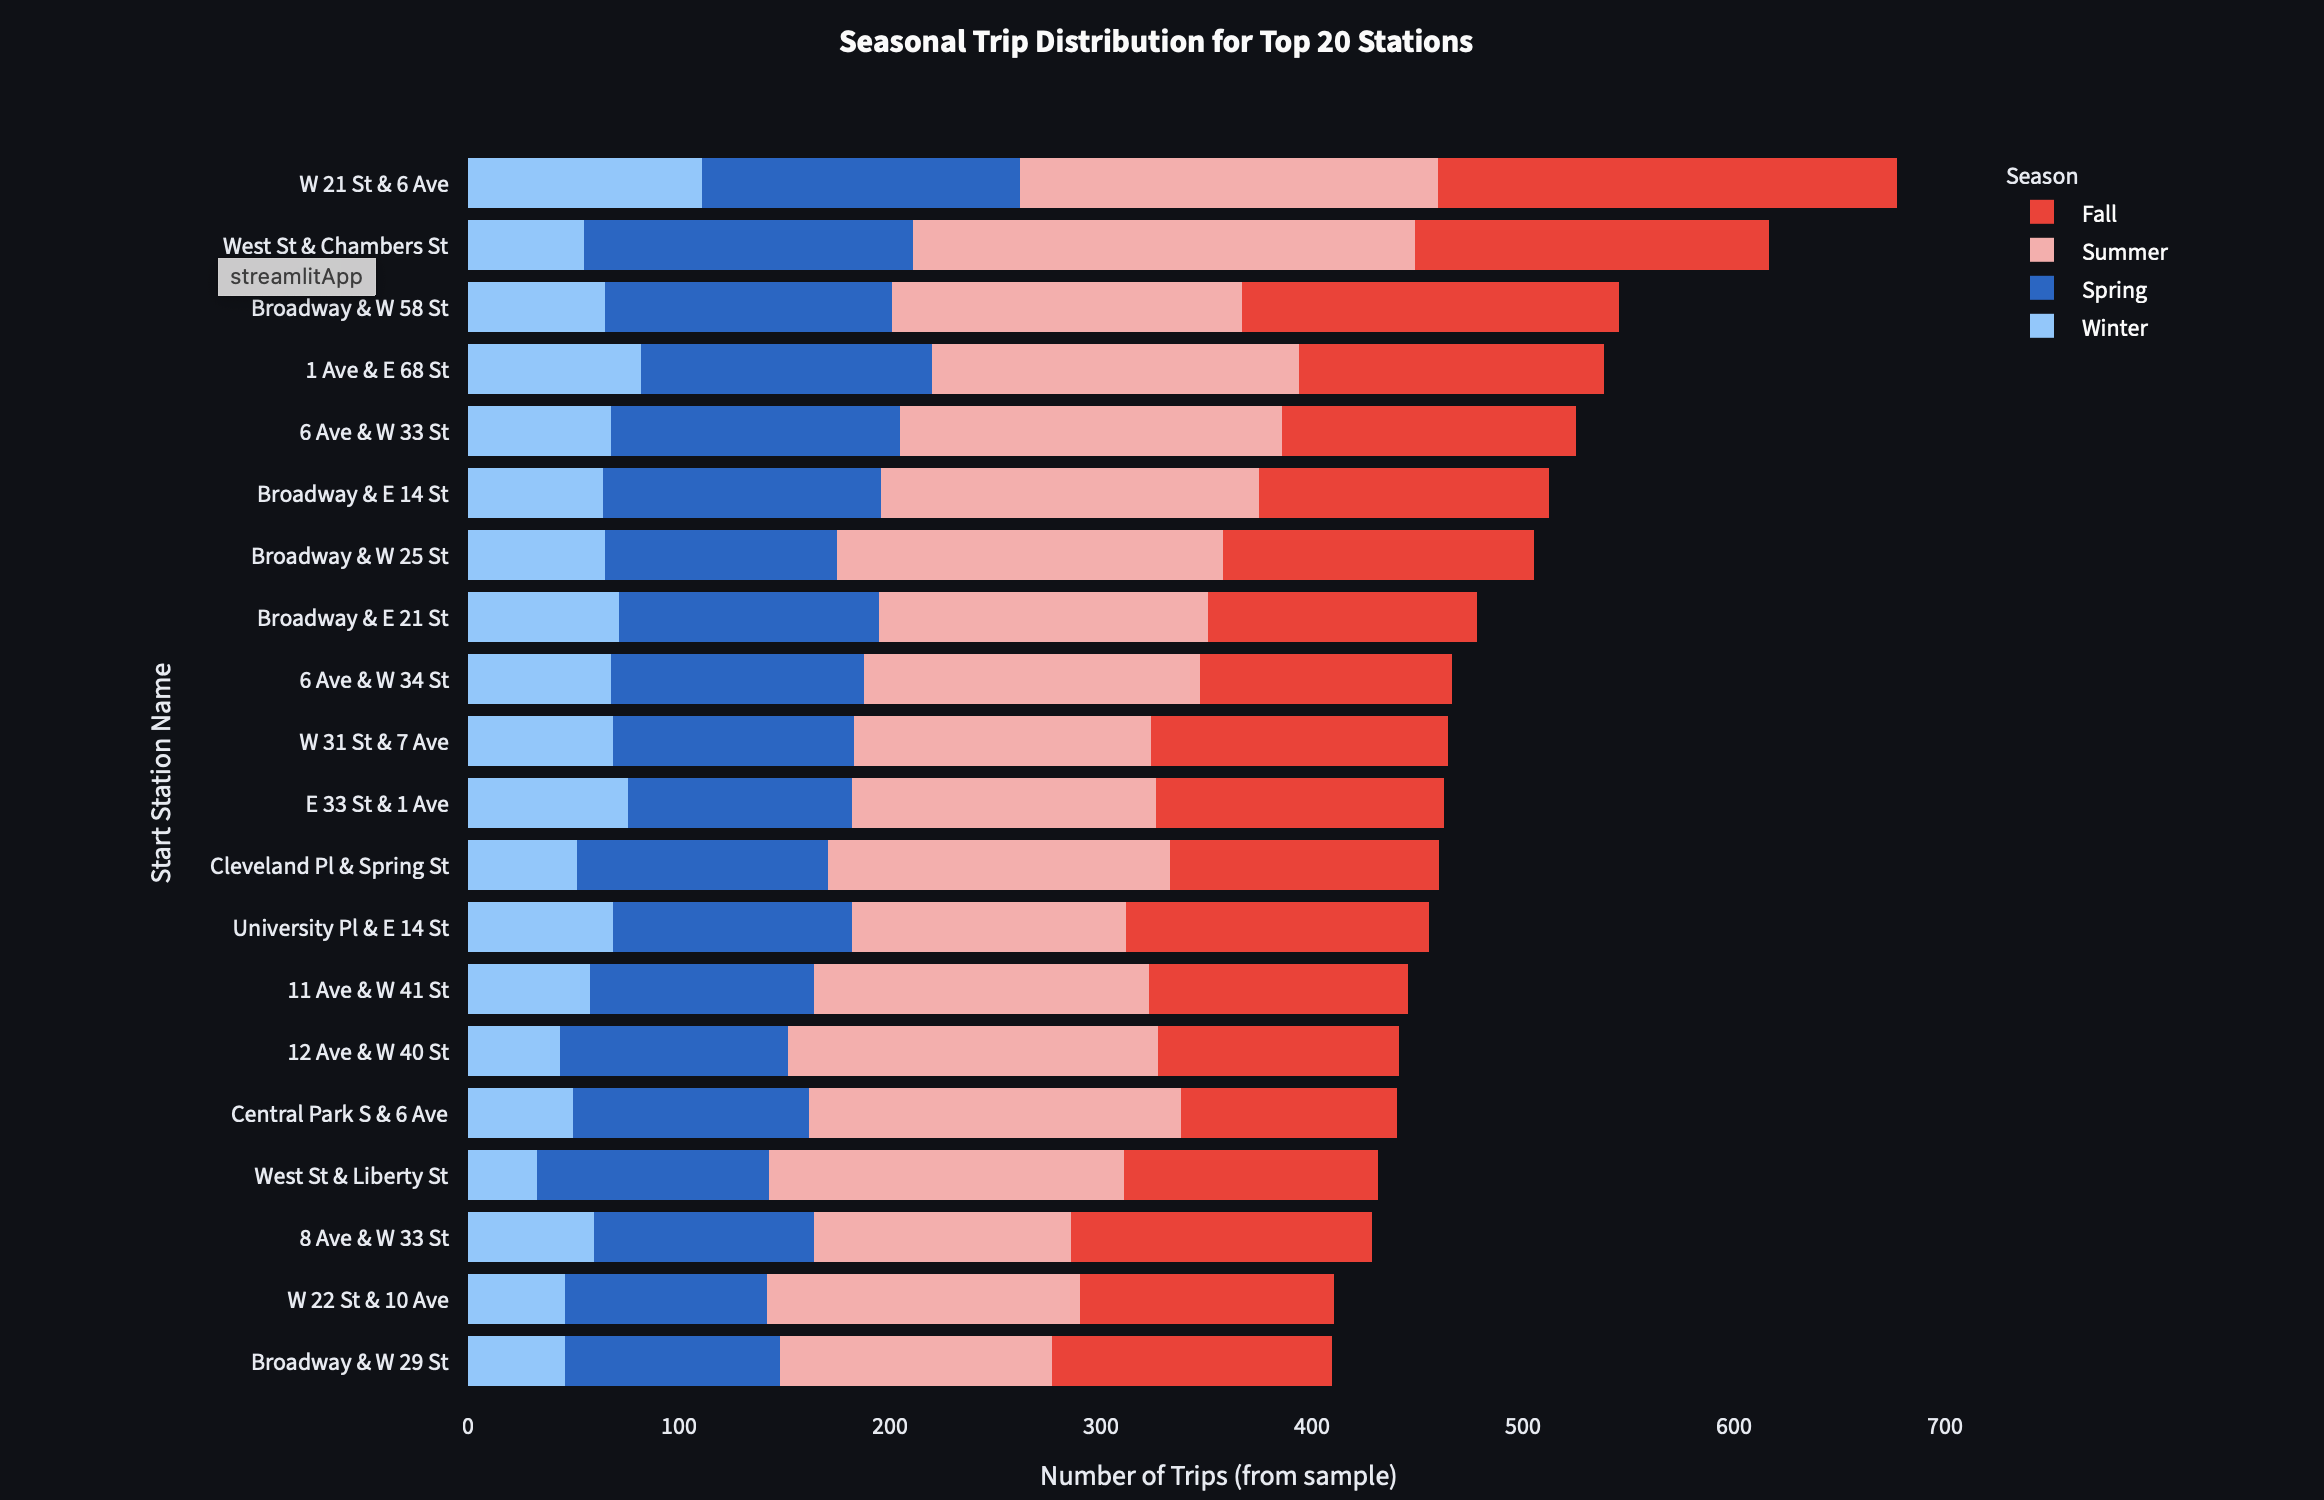 Seasonal Trip Distribution for Top 20 Stations
Season
Fall
Summer
Spring
Winter
Start Station Name
W 21 St & 6 Ave
West St & Chambers St
streamlitApp
Broadway & W 58 St
1 Ave & E 68 St
6 Ave & W 33 St
Broadway & E 14 St
Broadway & W 25 St
Broadway & E 21 St
6 Ave & W 34 St
W 31 St & 7 Ave
E 33 St & 1 Ave
Cleveland Pl & Spring St
University Pl & E 14 St
11 Ave & W 41 St
12 Ave & W 40 St
Central Park S & 6 Ave
West St & Liberty St
8 Ave & W 33 St
W 22 St & 10 Ave
Broadway & W 29 St
0 100 200 300 400 500 600 700
Number of Trips (from sample)